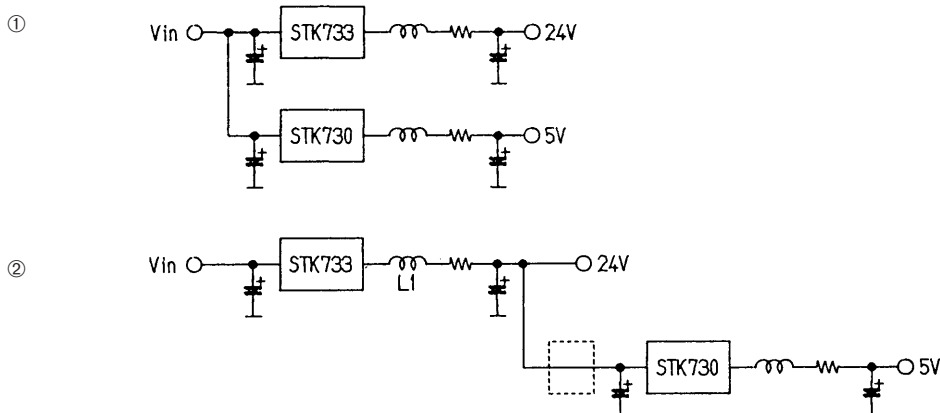 ①
Vin STK733 24V
+ +
STK730 5V
+ +
②
Vin STK733 L1 24V
+ +
STK730 5V
+ +